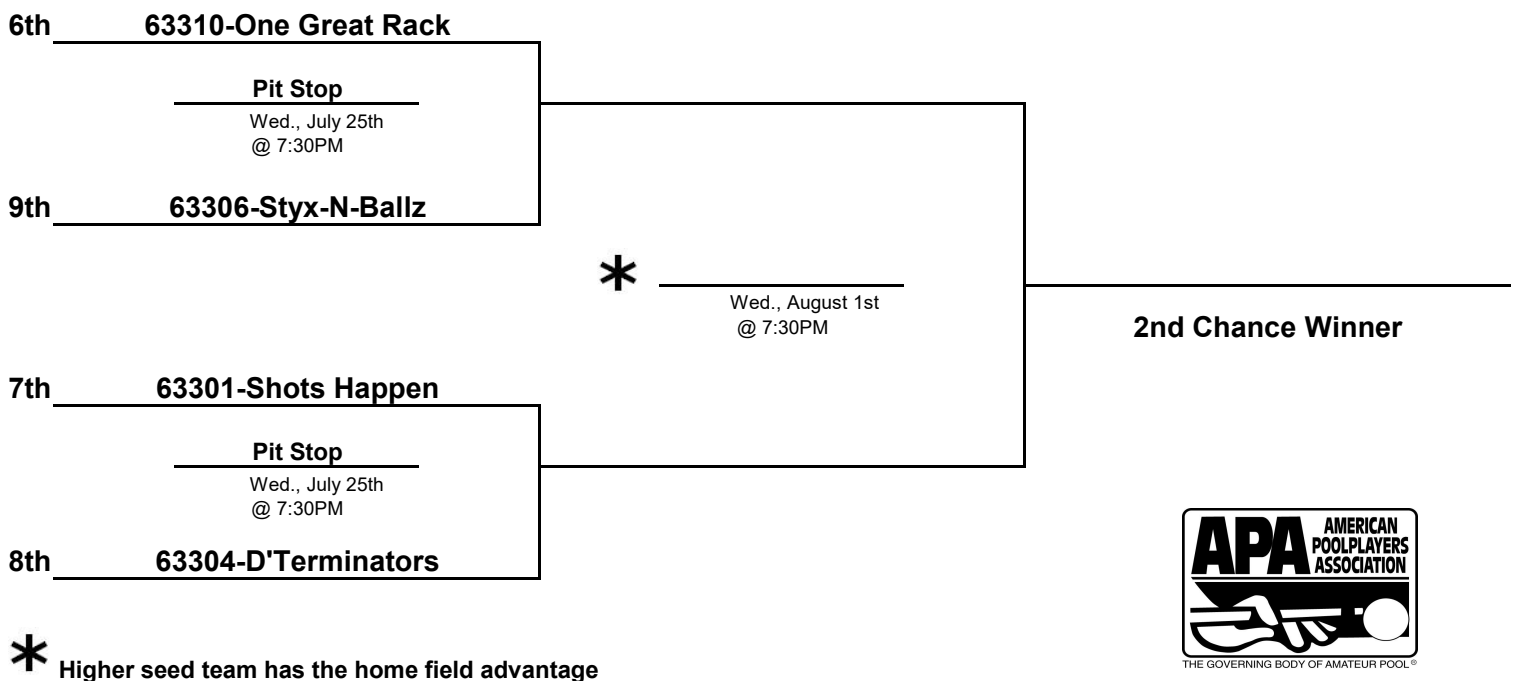 6th 63310-One Great Rack
Pit Stop
Wed., July 25th
@ 7:30PM
9th 63306-Styx-N-Ballz
*
Wed., August 1st
@ 7:30PM
2nd Chance Winner
7th 63301-Shots Happen
Pit Stop
Wed., July 25th
@ 7:30PM
8th 63304-D'Terminators
* Higher seed team has the home field advantage
APA
AMERICAN
POOLPLAYERS
ASSOCIATION
THE GOVERNING BODY OF AMATEUR POOL®